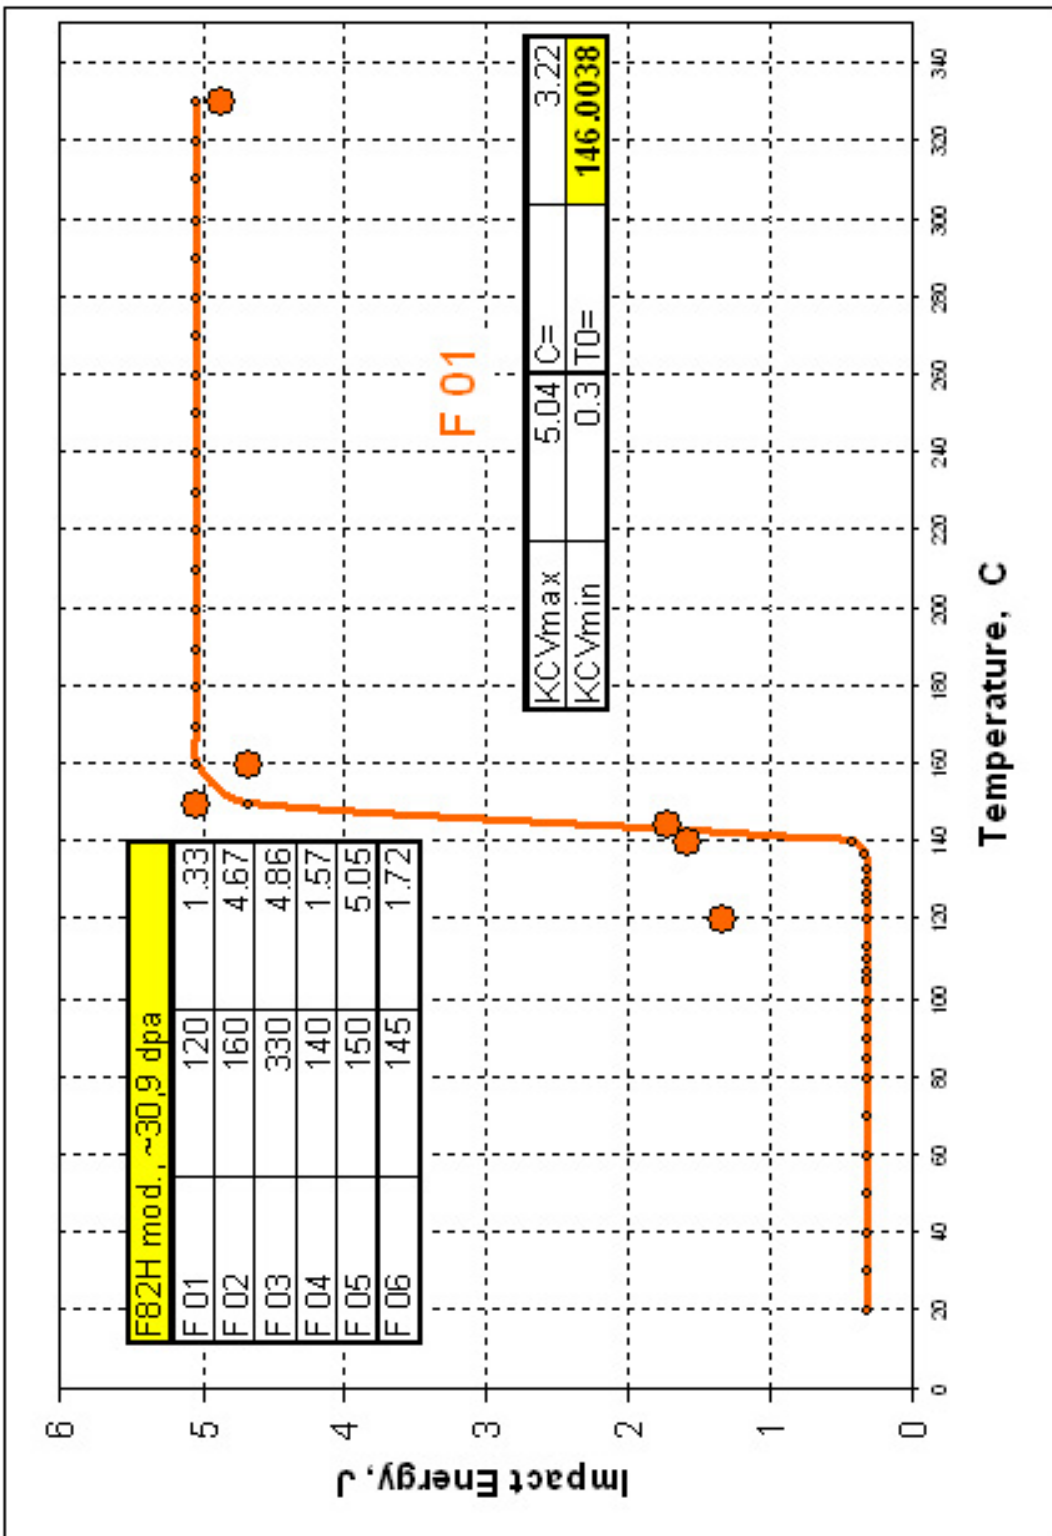 6
5
4
3
2
1
0
Impact Energy, J
F82H mod., ~30,9 dpa
F 01 120 1.33
F 02 160 4.67
F 03 330 4.86
F 04 140 1.57
F 05 150 5.05
F 06 145 1.72
F 01
KCVmax 5.04 C= 3.22
KCVmin 0.3 T0= 146.0038
0 20 40 60 80 100 120 140 160 180 200 220 240 260 280 300 320 340
Temperature, C